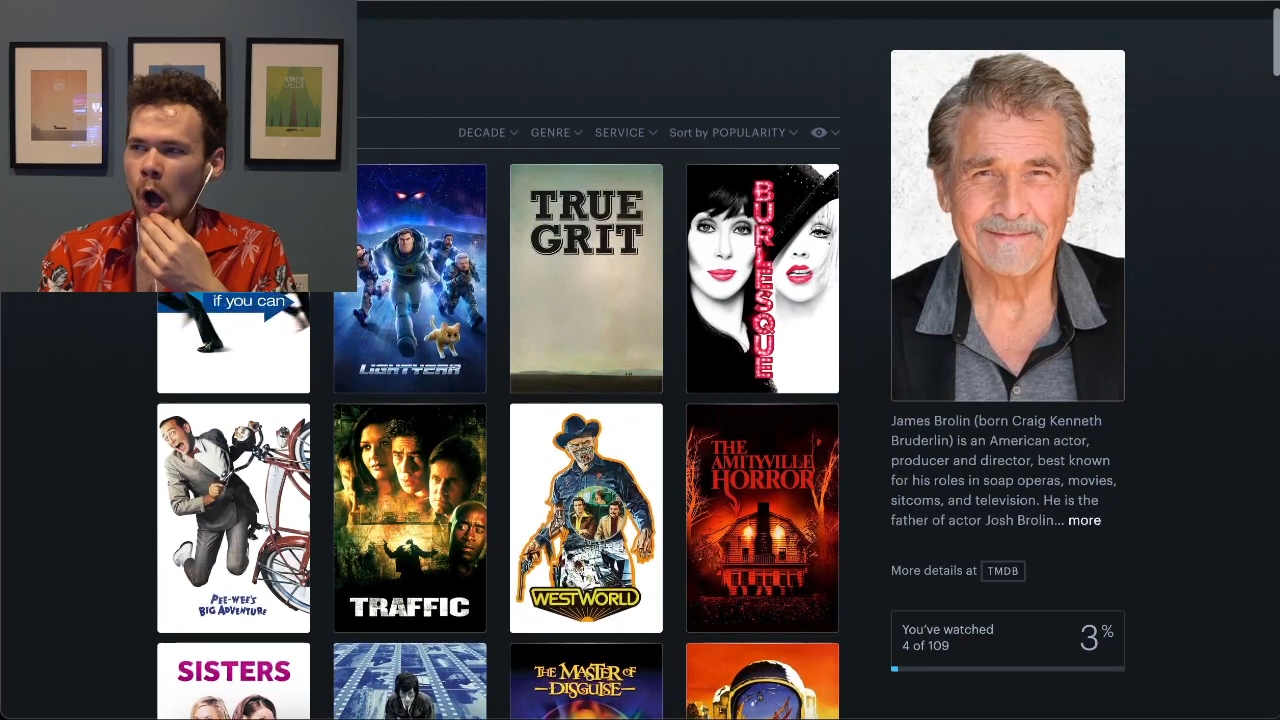 JEDI
DECADE GENRE SERVICE Sort by POPULARITY
if you can
LIGHTYEAR
TRUE
GRIT
BURLESQUE
PEE-WEE'S
BIG ADVENTURE
TRAFFIC
WESTWORLD
THE
AMITYVILLE
HORROR
SISTERS
THE MASTER OF
-DISGUISE-
James Brolin (born Craig Kenneth
Bruderlin) is an American actor,
producer and director, best known
for his roles in soap operas, movies,
sitcoms, and television. He is the
father of actor Josh Brolin... more
More details at TMDB
You've watched
4 of 109
3%